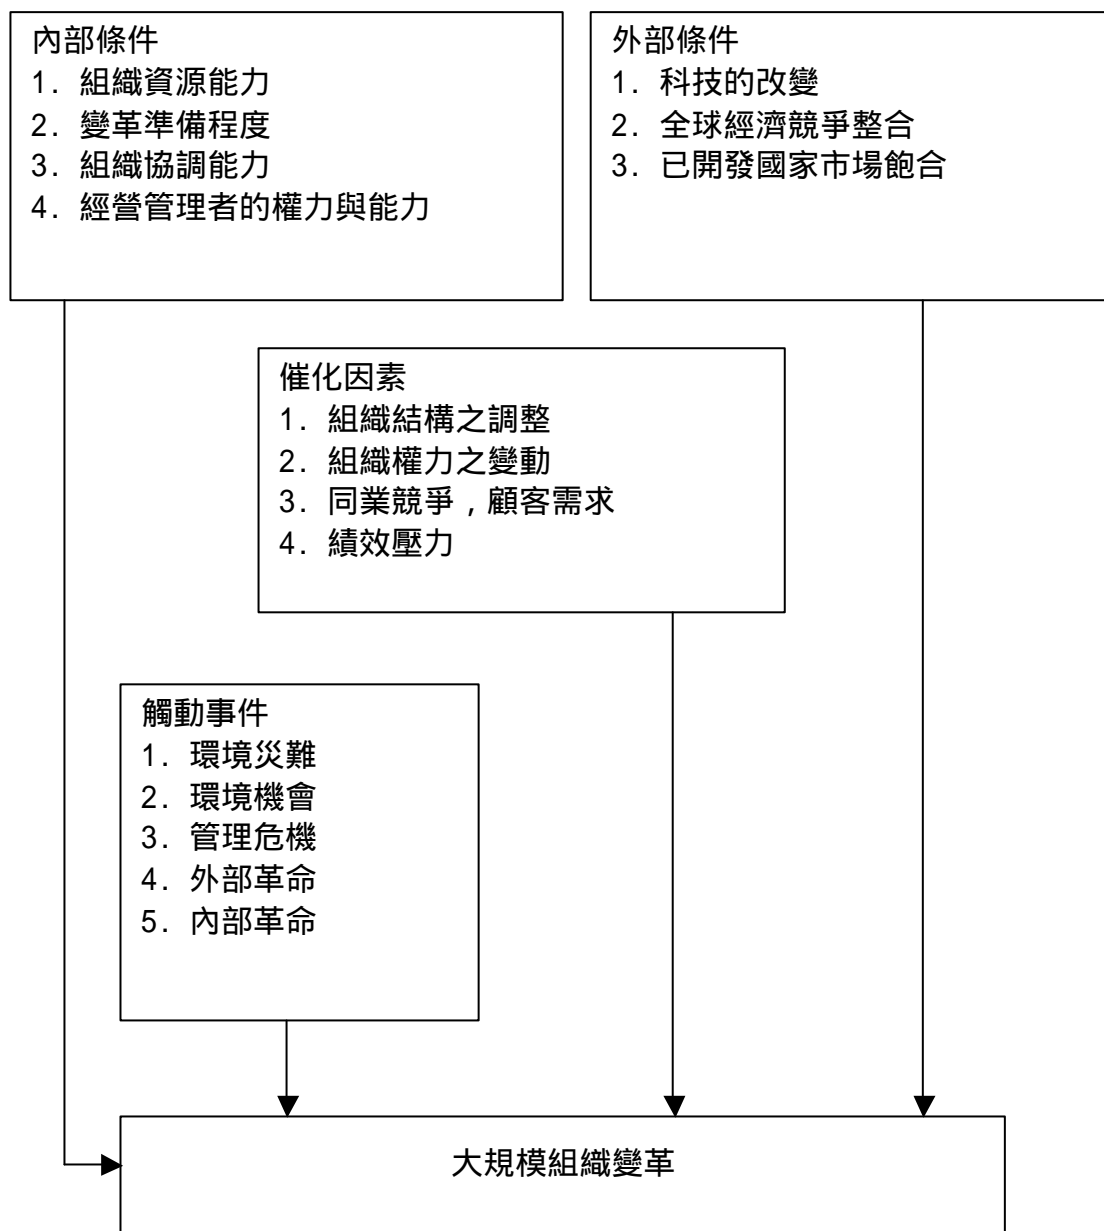 內部條件
1. 組織資源能力
2. 變革準備程度
3. 組織協調能力
4. 經營管理者的權力與能力
外部條件
1. 科技的改變
2. 全球經濟競爭整合
3. 已開發國家市場飽合
催化因素
1. 組織結構之調整
2. 組織權力之變動
3. 同業競爭，顧客需求
4. 績效壓力
觸動事件
1. 環境災難
2. 環境機會
3. 管理危機
4. 外部革命
5. 內部革命
大規模組織變革